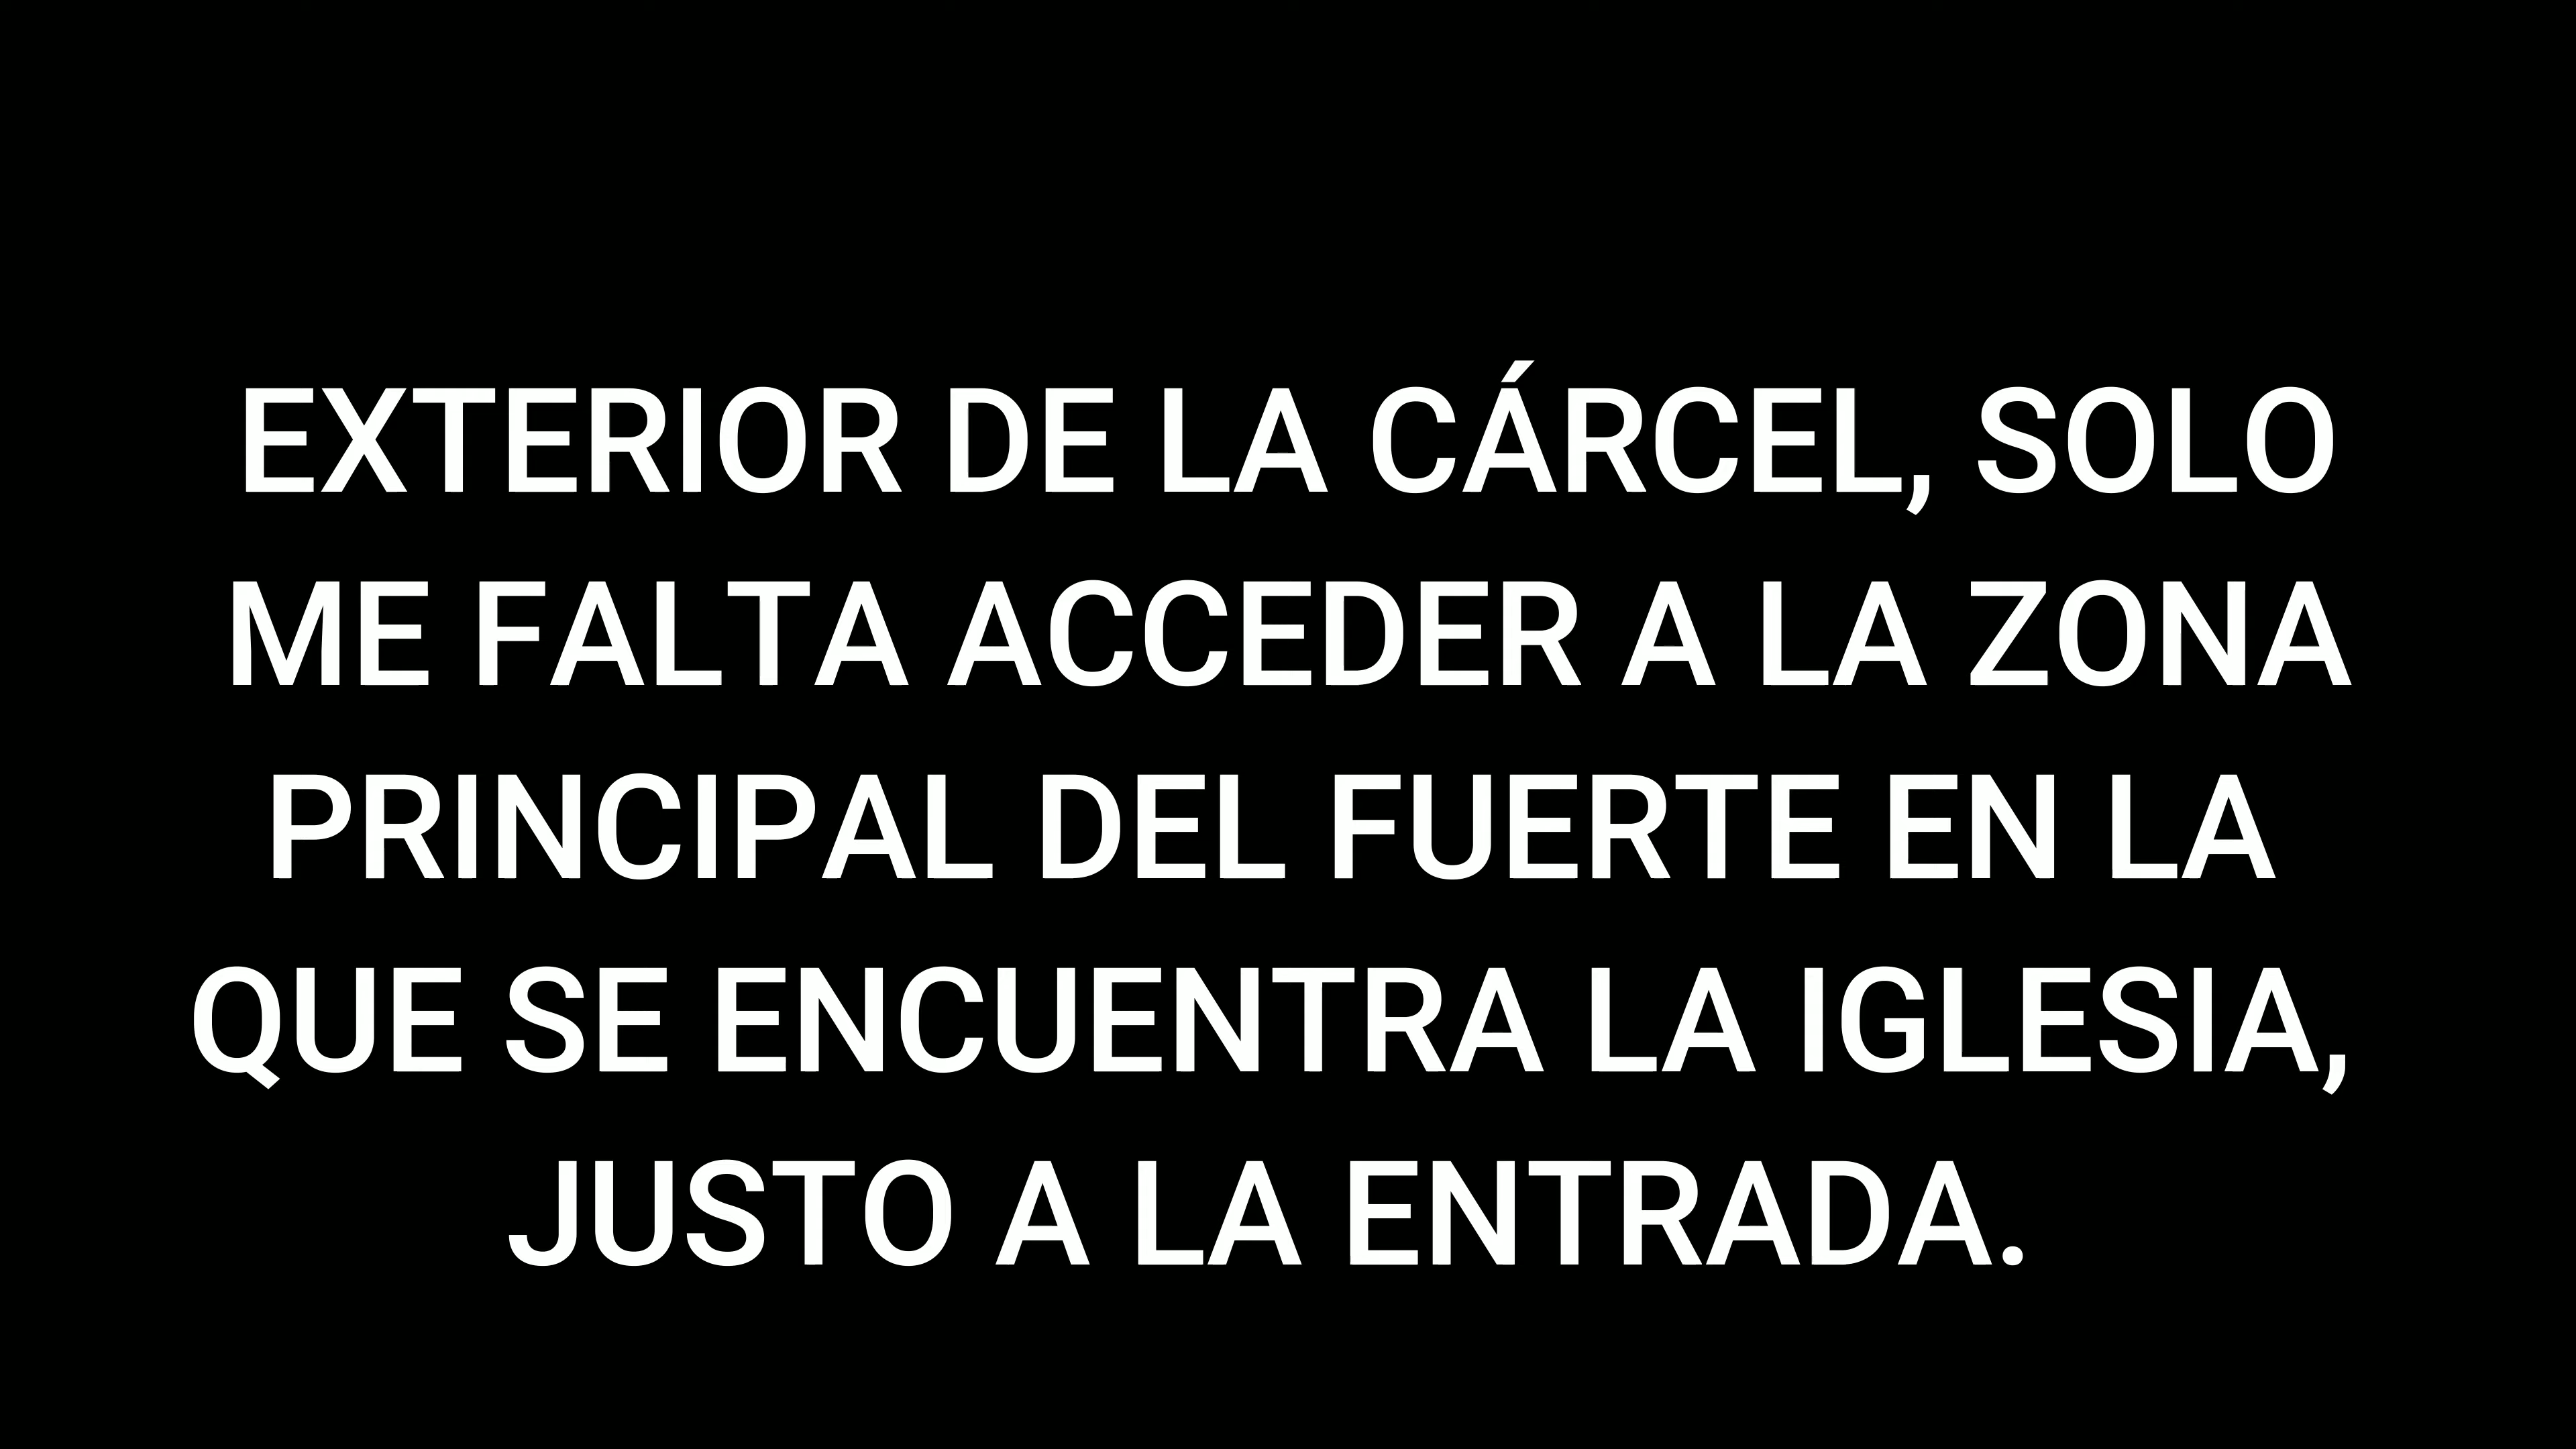 EXTERIOR DE LA CÁRCEL, SOLO
ME FALTA ACCEDER A LA ZONA
PRINCIPAL DEL FUERTE EN LA
QUE SE ENCUENTRA LA IGLESIA,
JUSTO A LA ENTRADA.